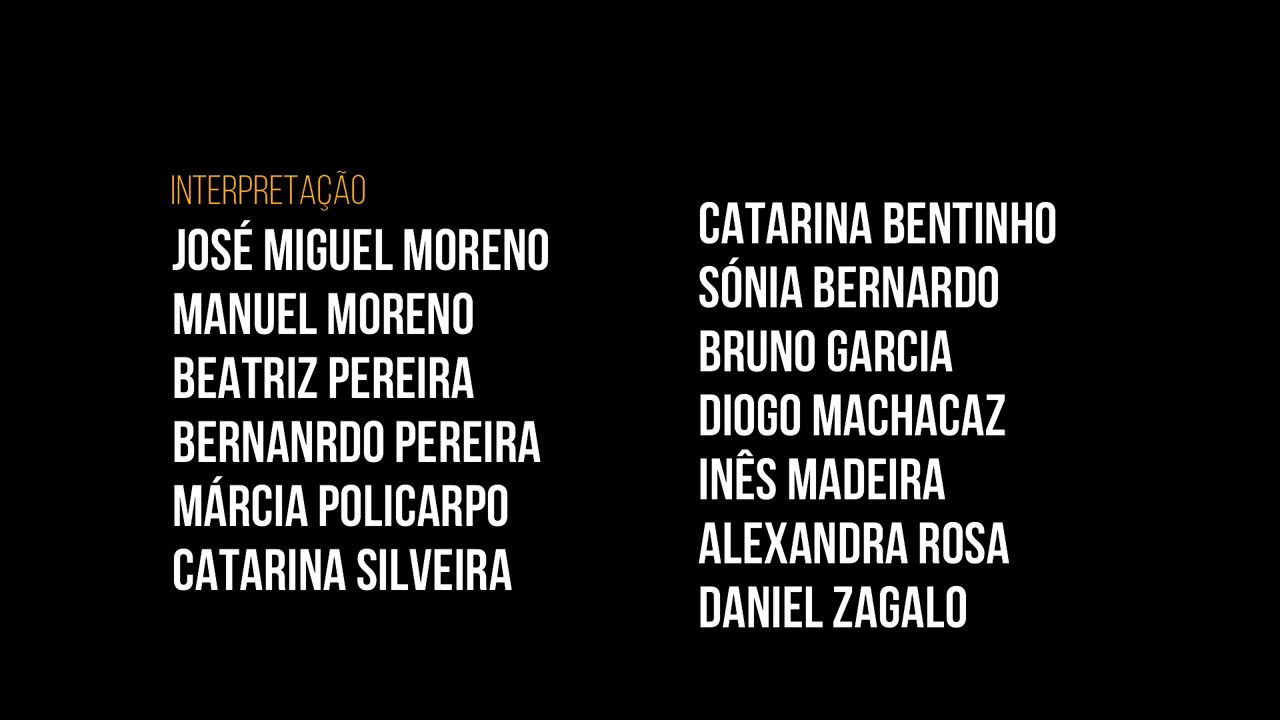 INTERPRETAÇÃO
JOSÉ MIGUEL MORENO
MANUEL MORENO
BEATRIZ PEREIRA
BERNANRDO PEREIRA
MÁRCIA POLICARPO
CATARINA SILVEIRA
CATARINA BENTINHO
SÓNIA BERNARDO
BRUNO GARCIA
DIOGO MACHACAZ
INÊS MADEIRA
ALEXANDRA ROSA
DANIEL ZAGALO